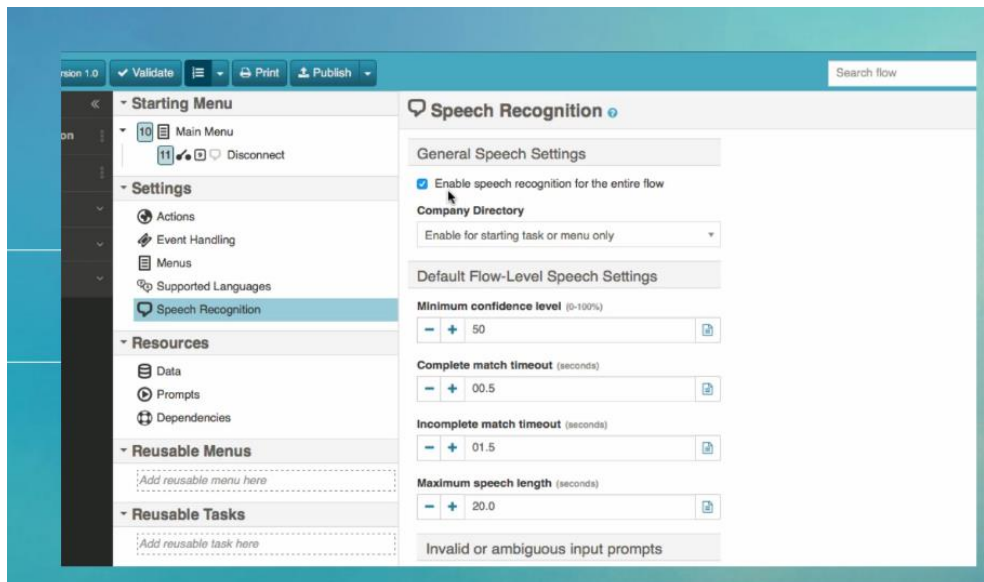 rsion 1.0 Validate Print Publish Search flow
on
Starting Menu
10 Main Menu
11 9 Disconnect
Settings
Actions
Event Handling
Menus
Supported Languages
Speech Recognition
Resources
Data
Prompts
Dependencies
Reusable Menus
Add reusable menu here
Reusable Tasks
Add reusable task here
Speech Recognition
General Speech Settings
Enable speech recognition for the entire flow
Company Directory
Enable for starting task or menu only
Default Flow-Level Speech Settings
Minimum confidence level (0-100%)
50
Complete match timeout (seconds)
00.5
Incomplete match timeout (seconds)
01.5
Maximum speech length (seconds)
20.0
Invalid or ambiguous input prompts